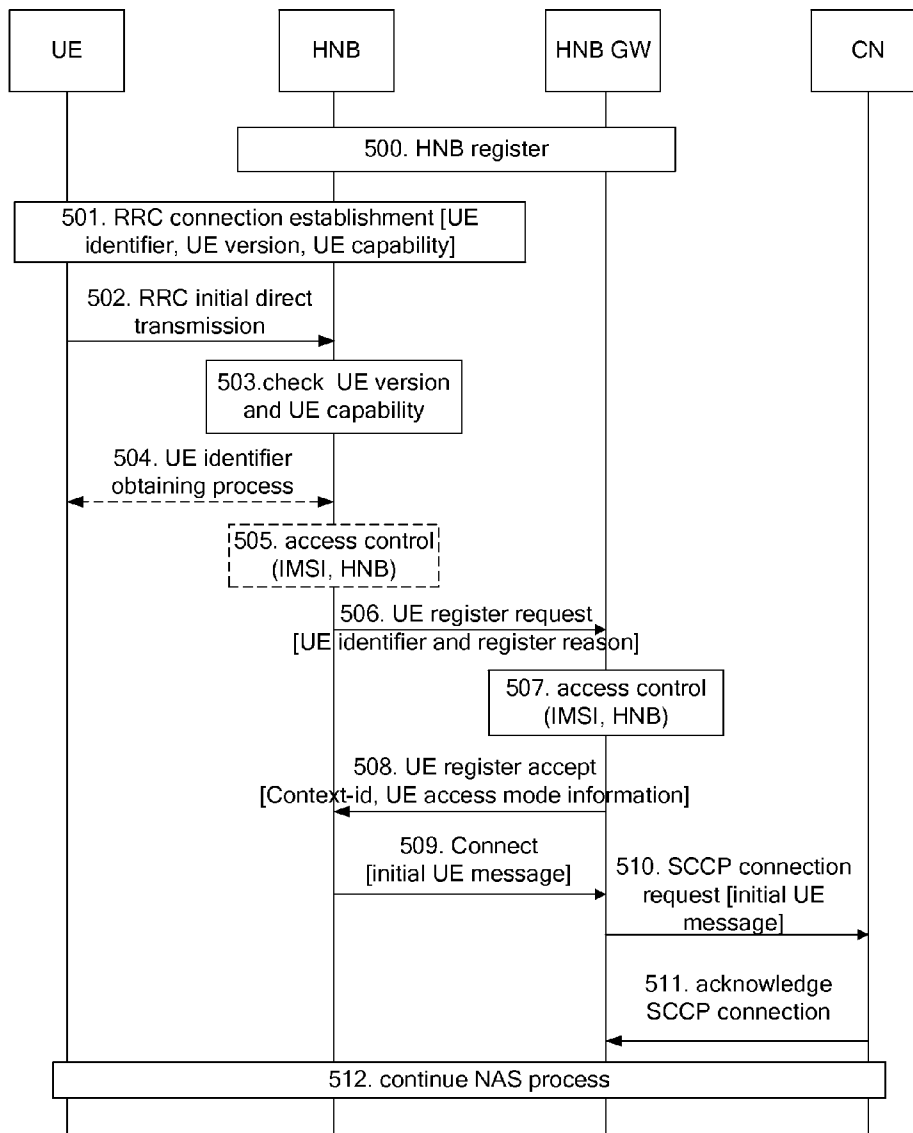 UE
HNB
HNB GW
CN
500. HNB register
501. RRC connection establishment [UE
identifier, UE version, UE capability]
502. RRC initial direct
transmission
503.check UE version
and UE capability
504. UE identifier
obtaining process
505. access control
(IMSI, HNB)
506. UE register request
[UE identifier and register reason]
507. access control
(IMSI, HNB)
508. UE register accept
[Context-id, UE access mode information]
509. Connect
[initial UE message]
510. SCCP connection
request [initial UE
message]
511. acknowledge
SCCP connection
512. continue NAS process